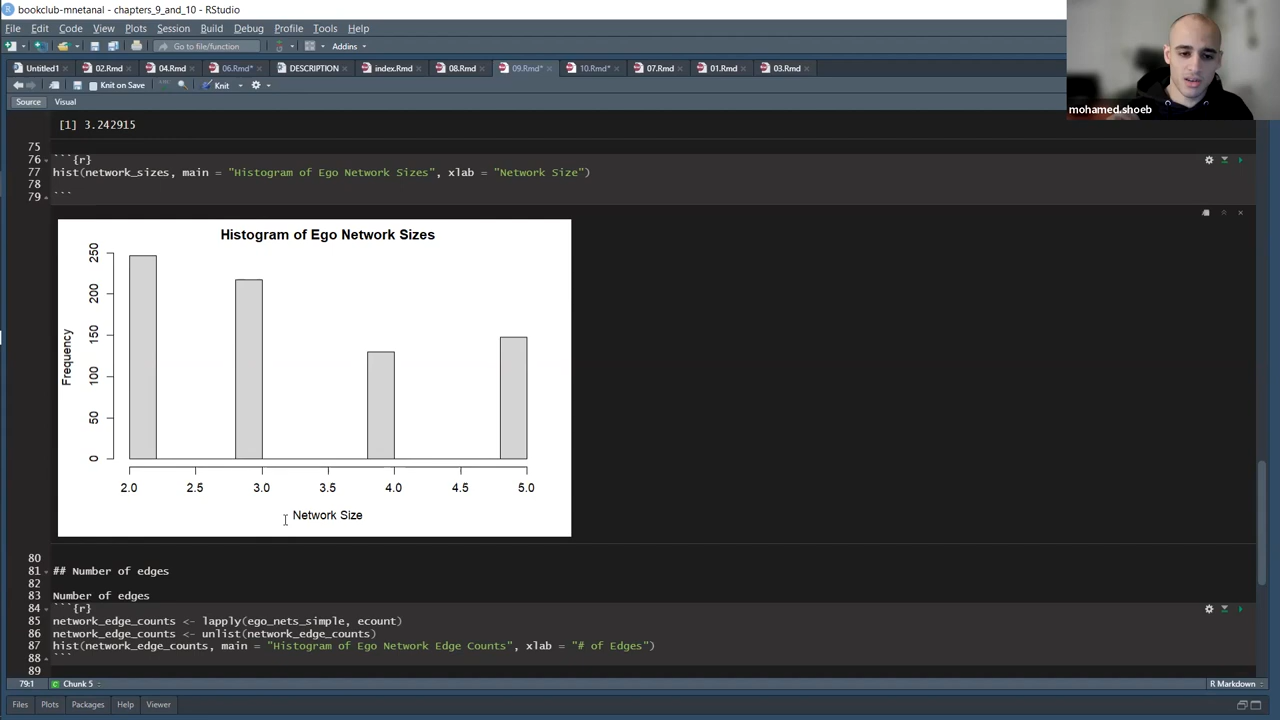 bookclub-mnetanal - chapters_9_and_10 - RStudio
File Edit Code View Plots Session Build Debug Profile Tools Help
Go to file/function Addins
Untitled1 02.Rmd 04.Rmd 06.Rmd* DESCRIPTION index.Rmd 08.Rmd 09.Rmd* 10.Rmd* 07.Rmd 01.Rmd 03.Rmd
Knit on Save Knit
Source Visual
mohamed.shoeb
[1] 3.242915
75
76 ```{r}
77 hist(network_sizes, main = "Histogram of Ego Network Sizes", xlab = "Network Size")
78
79 ```
Histogram of Ego Network Sizes
Frequency
250
200
150
100
50
0
2.0 2.5 3.0 3.5 4.0 4.5 5.0
Network Size
80
81 ## Number of edges
82
83 Number of edges
84 ```{r}
85 network_edge_counts <- lapply(ego_nets_simple, ecount)
86 network_edge_counts <- unlist(network_edge_counts)
87 hist(network_edge_counts, main = "Histogram of Ego Network Edge Counts", xlab = "# of Edges")
88 ```
89
79:1 Chunk 5 R Markdown
Files Plots Packages Help Viewer